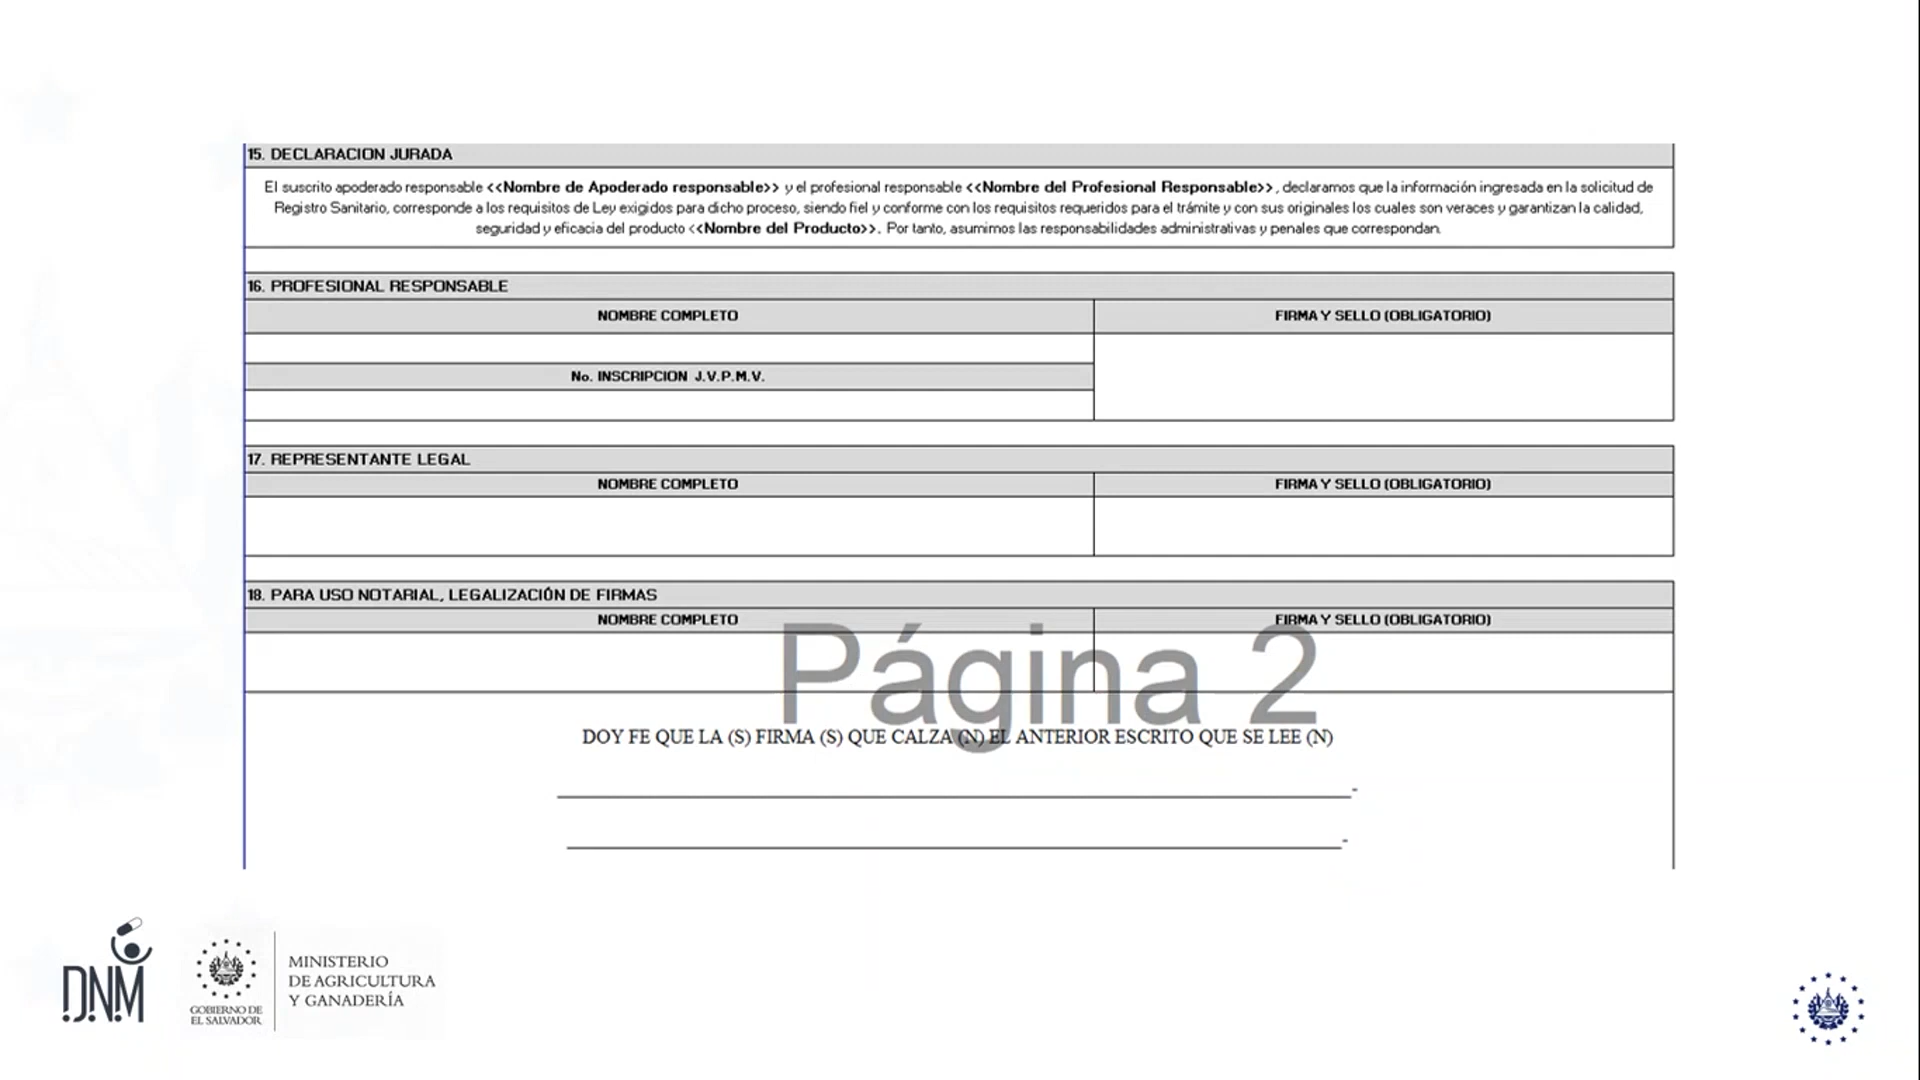 15. DECLARACION JURADA
El suscrito apoderado responsable <<Nombre de Apoderado responsable>> y el profesional responsable <<Nombre del Profesional Responsable>>, declaramos que la información ingresada en la solicitud de
Registro Sanitario, corresponde a los requisitos de Ley exigidos para dicho proceso, siendo fiel y conforme con los requisitos requeridos para el trámite y con sus originales los cuales son veraces y garantizan la calidad,
seguridad y eficacia del producto <<Nombre del Producto>>. Por tanto, asumimos las responsabilidades administrativas y penales que correspondan.
16. PROFESIONAL RESPONSABLE
NOMBRE COMPLETO
FIRMA Y SELLO (OBLIGATORIO)
No. INSCRIPCION J.V.P.M.V.
17. REPRESENTANTE LEGAL
NOMBRE COMPLETO
FIRMA Y SELLO (OBLIGATORIO)
18. PARA USO NOTARIAL, LEGALIZACIÓN DE FIRMAS
NOMBRE COMPLETO
FIRMA Y SELLO (OBLIGATORIO)
Página 2
DOY FE QUE LA (S) FIRMA (S) QUE CALZA (N) EL ANTERIOR ESCRITO QUE SE LEE (N)
D.N.M
GOBIERNO DE
EL SALVADOR
MINISTERIO
DE AGRICULTURA
Y GANADERÍA